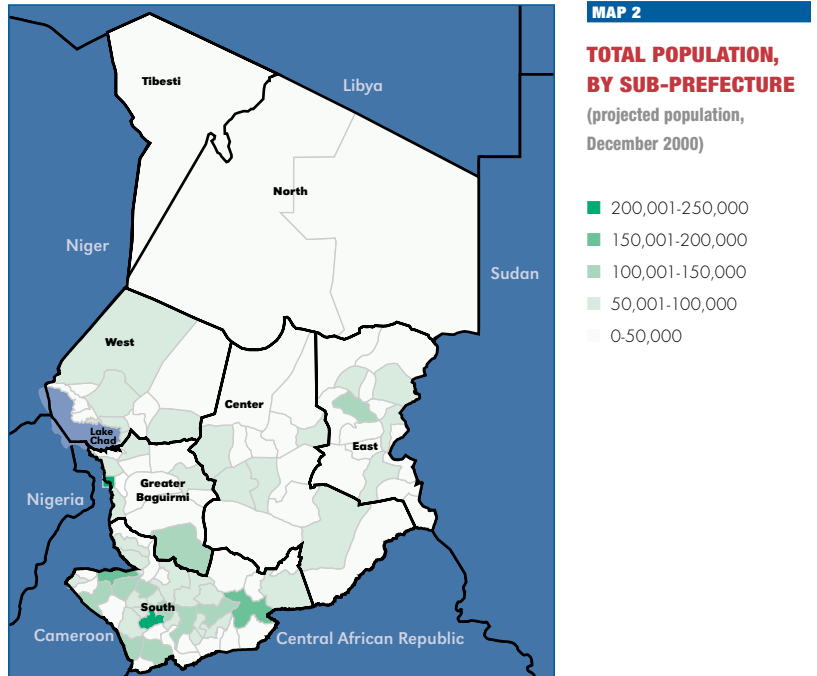 MAP 2
TOTAL POPULATION,
BY SUB-PREFECTURE
(projected population,
December 2000)
200,001-250,000
150,001-200,000
100,001-150,000
50,001-100,000
0-50,000
Tibesti
Libya
North
Niger
Sudan
West
Center
Lake
Chad
East
Greater
Baguirmi
Nigeria
South
Cameroon
Central African Republic